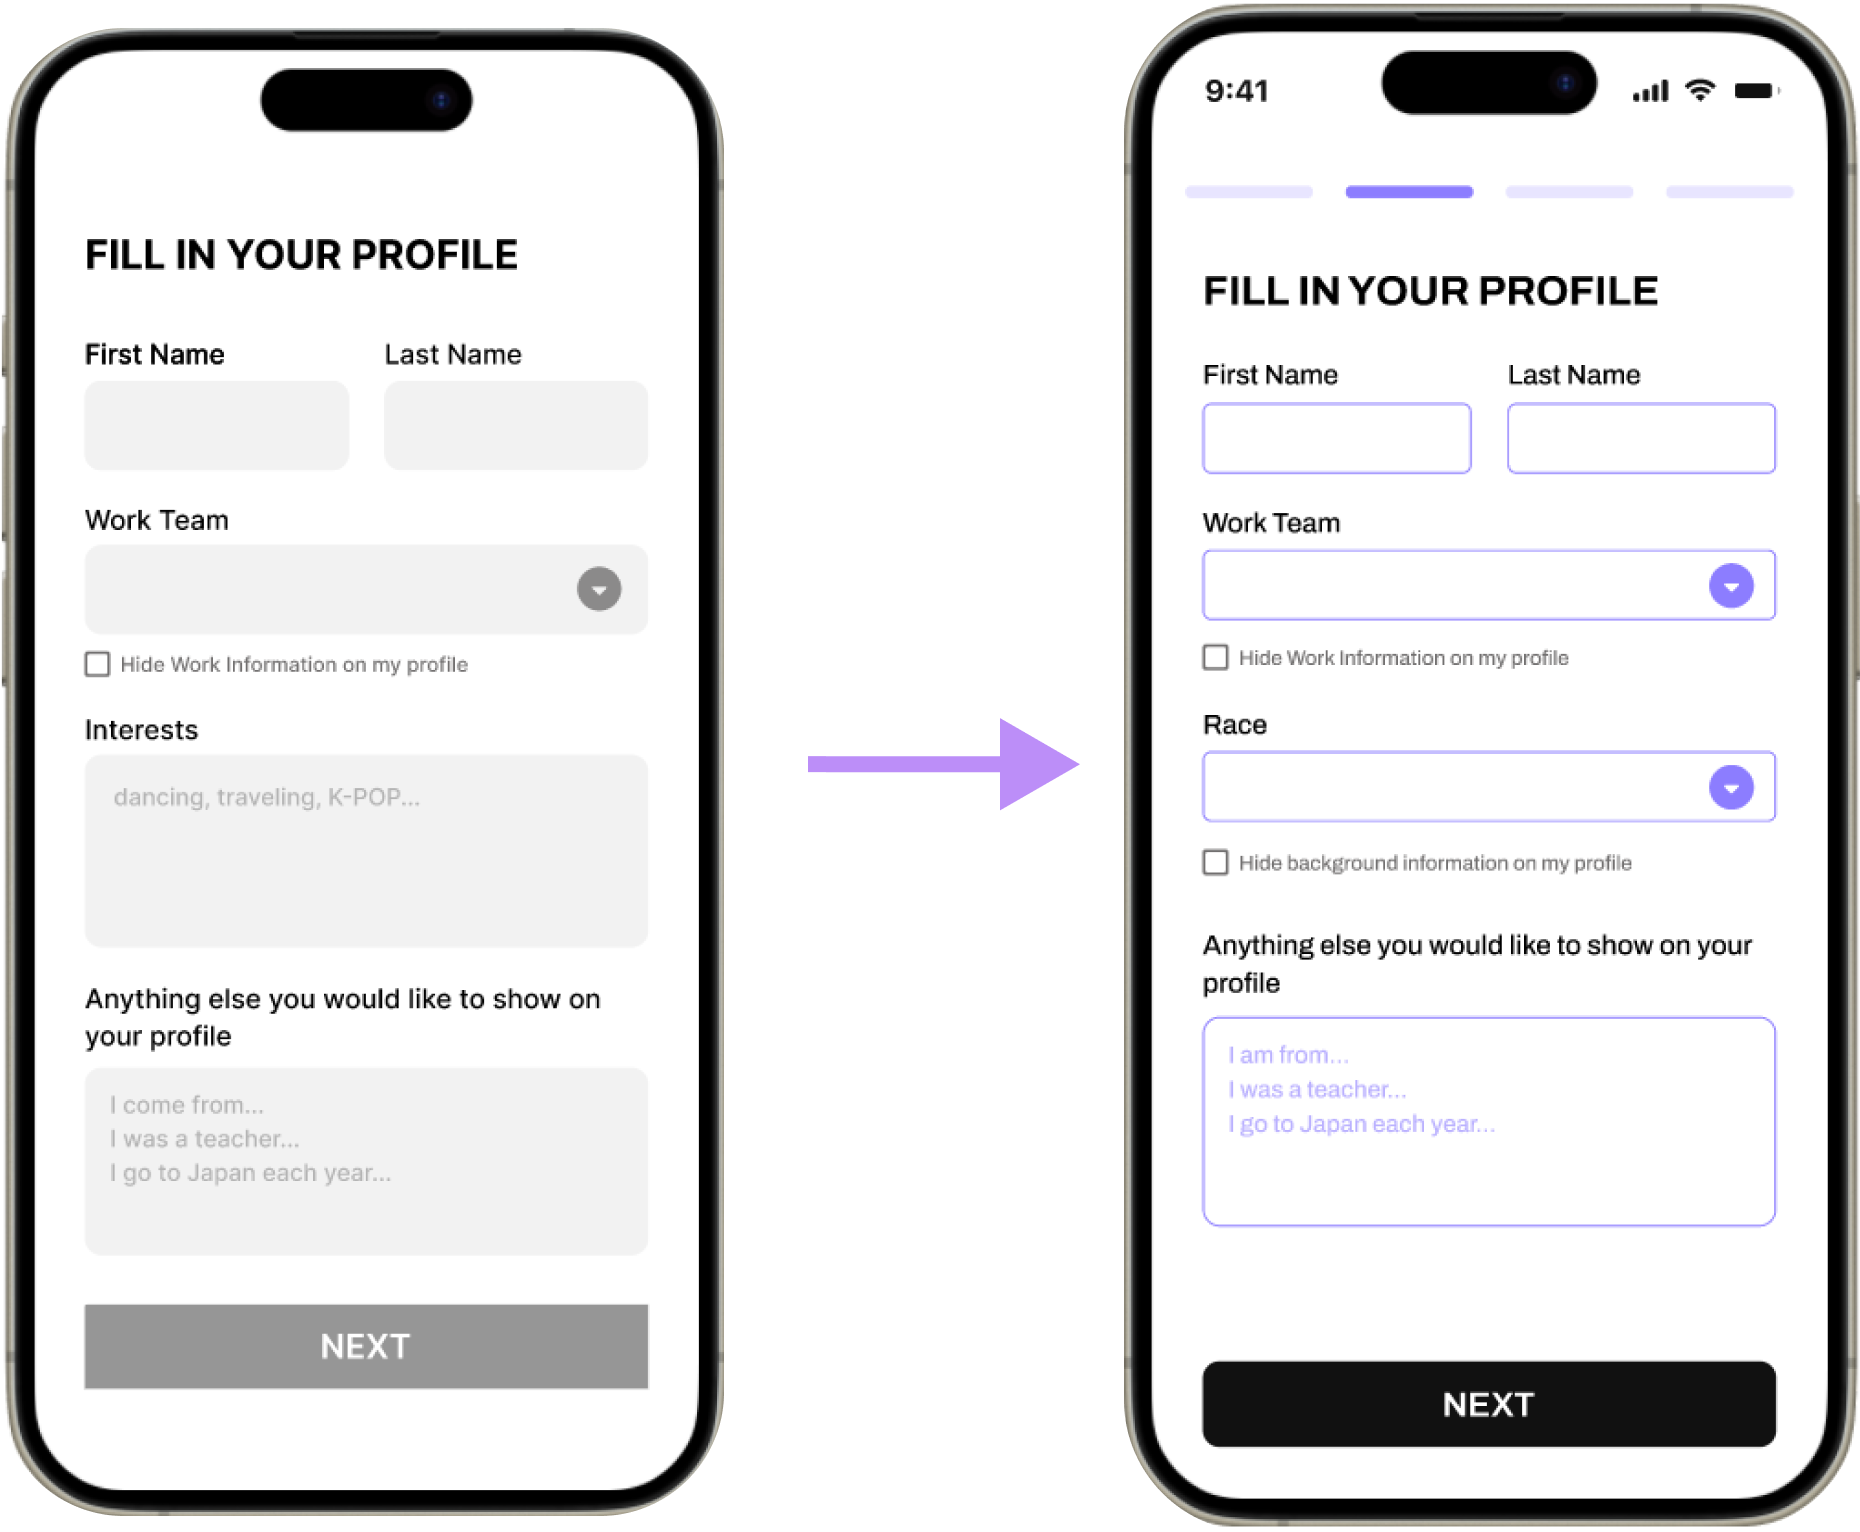 FILL IN YOUR PROFILE
First Name
Last Name
Work Team
Hide Work Information on my profile
Interests
dancing, traveling, K-POP...
Anything else you would like to show on
your profile
I come from...
I was a teacher...
I go to Japan each year...
NEXT
9:41
FILL IN YOUR PROFILE
First Name
Last Name
Work Team
Hide Work Information on my profile
Race
Hide background information on my profile
Anything else you would like to show on your
profile
I am from...
I was a teacher...
I go to Japan each year...
NEXT